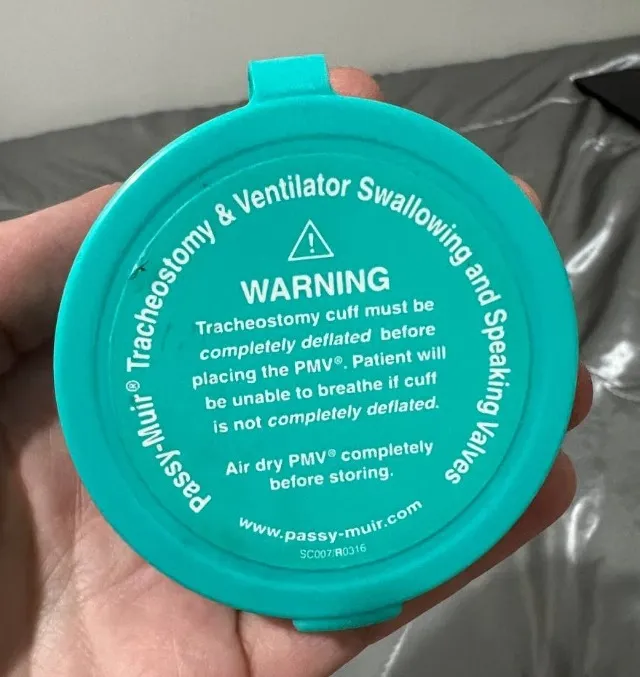 Passy-Muir® Tracheostomy & Ventilator Swallowing and Speaking Valves
WARNING
Tracheostomy cuff must be
completely deflated before
placing the PMV®. Patient will
be unable to breathe if cuff
is not completely deflated.
Air dry PMV® completely
before storing.
www.passy-muir.com
SC007/R0316